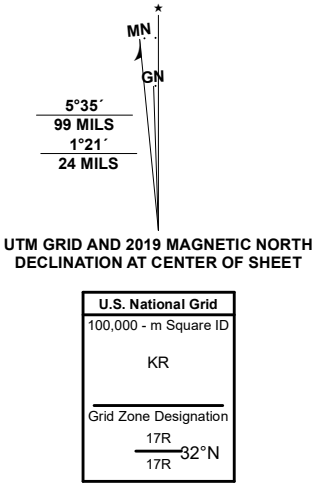 ★
MN
GN
5°35´
99 MILS
1°21´
24 MILS
UTM GRID AND 2019 MAGNETIC NORTH
DECLINATION AT CENTER OF SHEET
U.S. National Grid
100,000 - m Square ID
KR
Grid Zone Designation
17R
32°N
17R